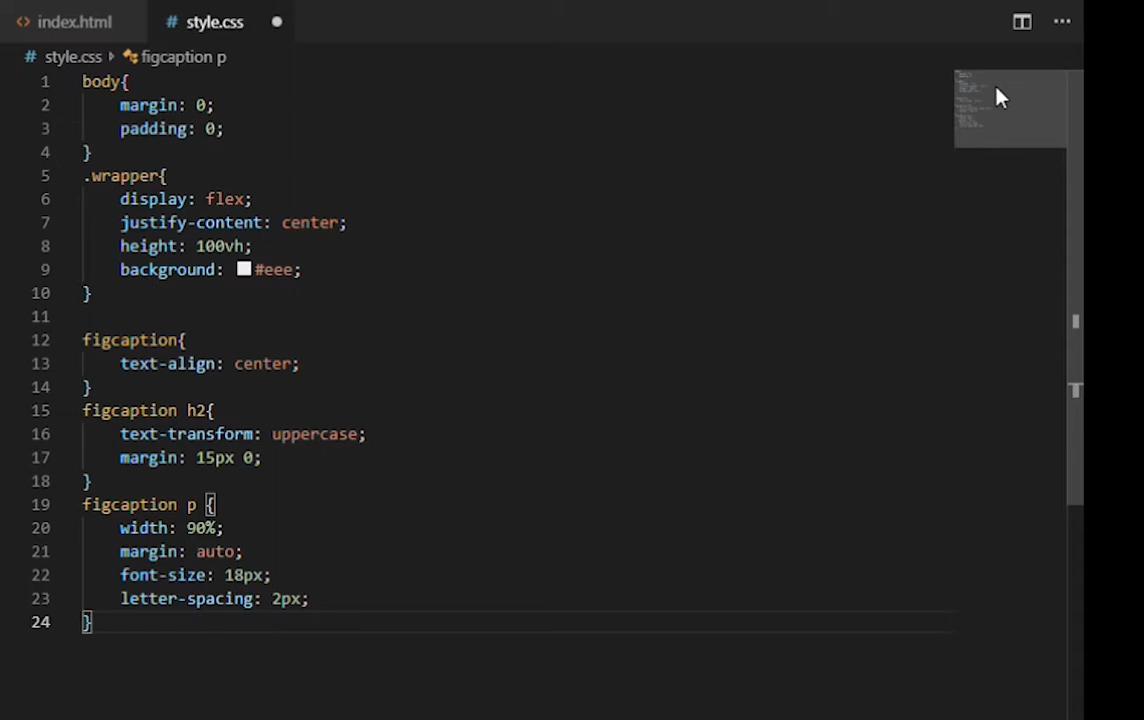 index.html style.css
# style.css figcaption p
1 body{
2 margin: 0;
3 padding: 0;
4 }
5 .wrapper{
6 display: flex;
7 justify-content: center;
8 height: 100vh;
9 background: #eee;
10 }
11
12 figcaption{
13 text-align: center;
14 }
15 figcaption h2{
16 text-transform: uppercase;
17 margin: 15px 0;
18 }
19 figcaption p {
20 width: 90%;
21 margin: auto;
22 font-size: 18px;
23 letter-spacing: 2px;
24 }